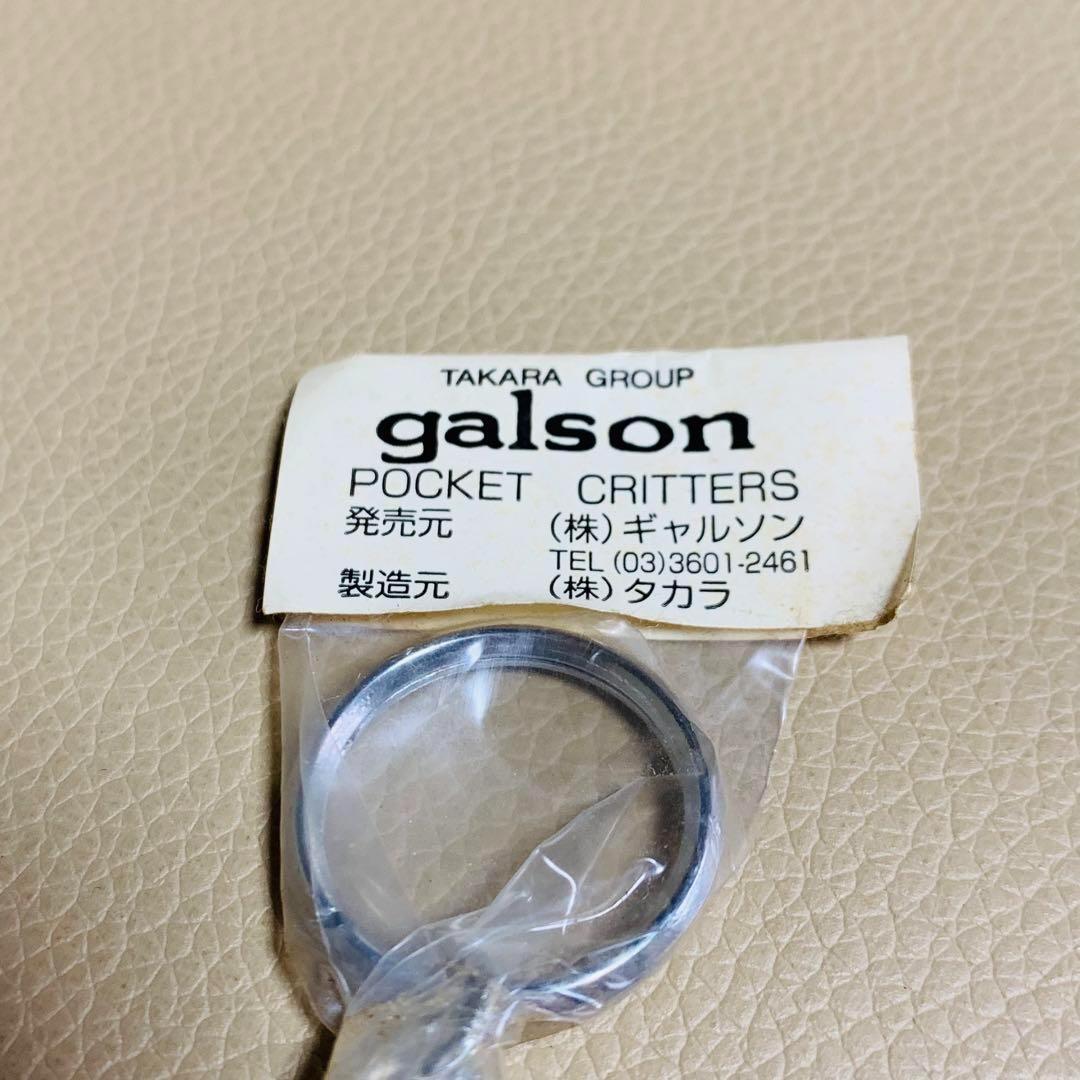 TAKARA GROUP
galson
POCKET CRITTERS
発売元 (株)ギャルソン
TEL (03)3601-2461
製造元 (株)タカラ